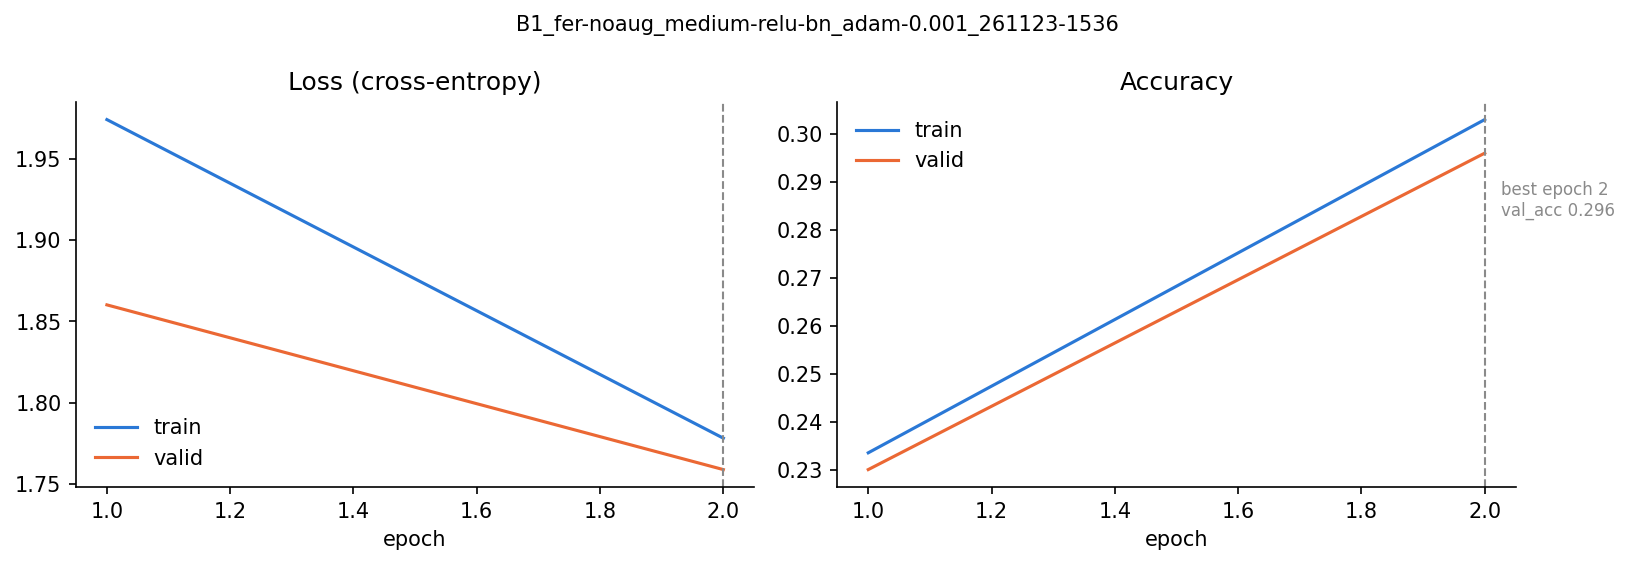 B1_fer-noaug_medium-relu-bn_adam-0.001_261123-1536
Loss (cross-entropy)
1.95
1.90
1.85
1.80
1.75
train
valid
1.0 1.2 1.4 1.6 1.8 2.0
epoch
Accuracy
0.30
0.29
0.28
0.27
0.26
0.25
0.24
0.23
train
valid
best epoch 2
val_acc 0.296
1.0 1.2 1.4 1.6 1.8 2.0
epoch